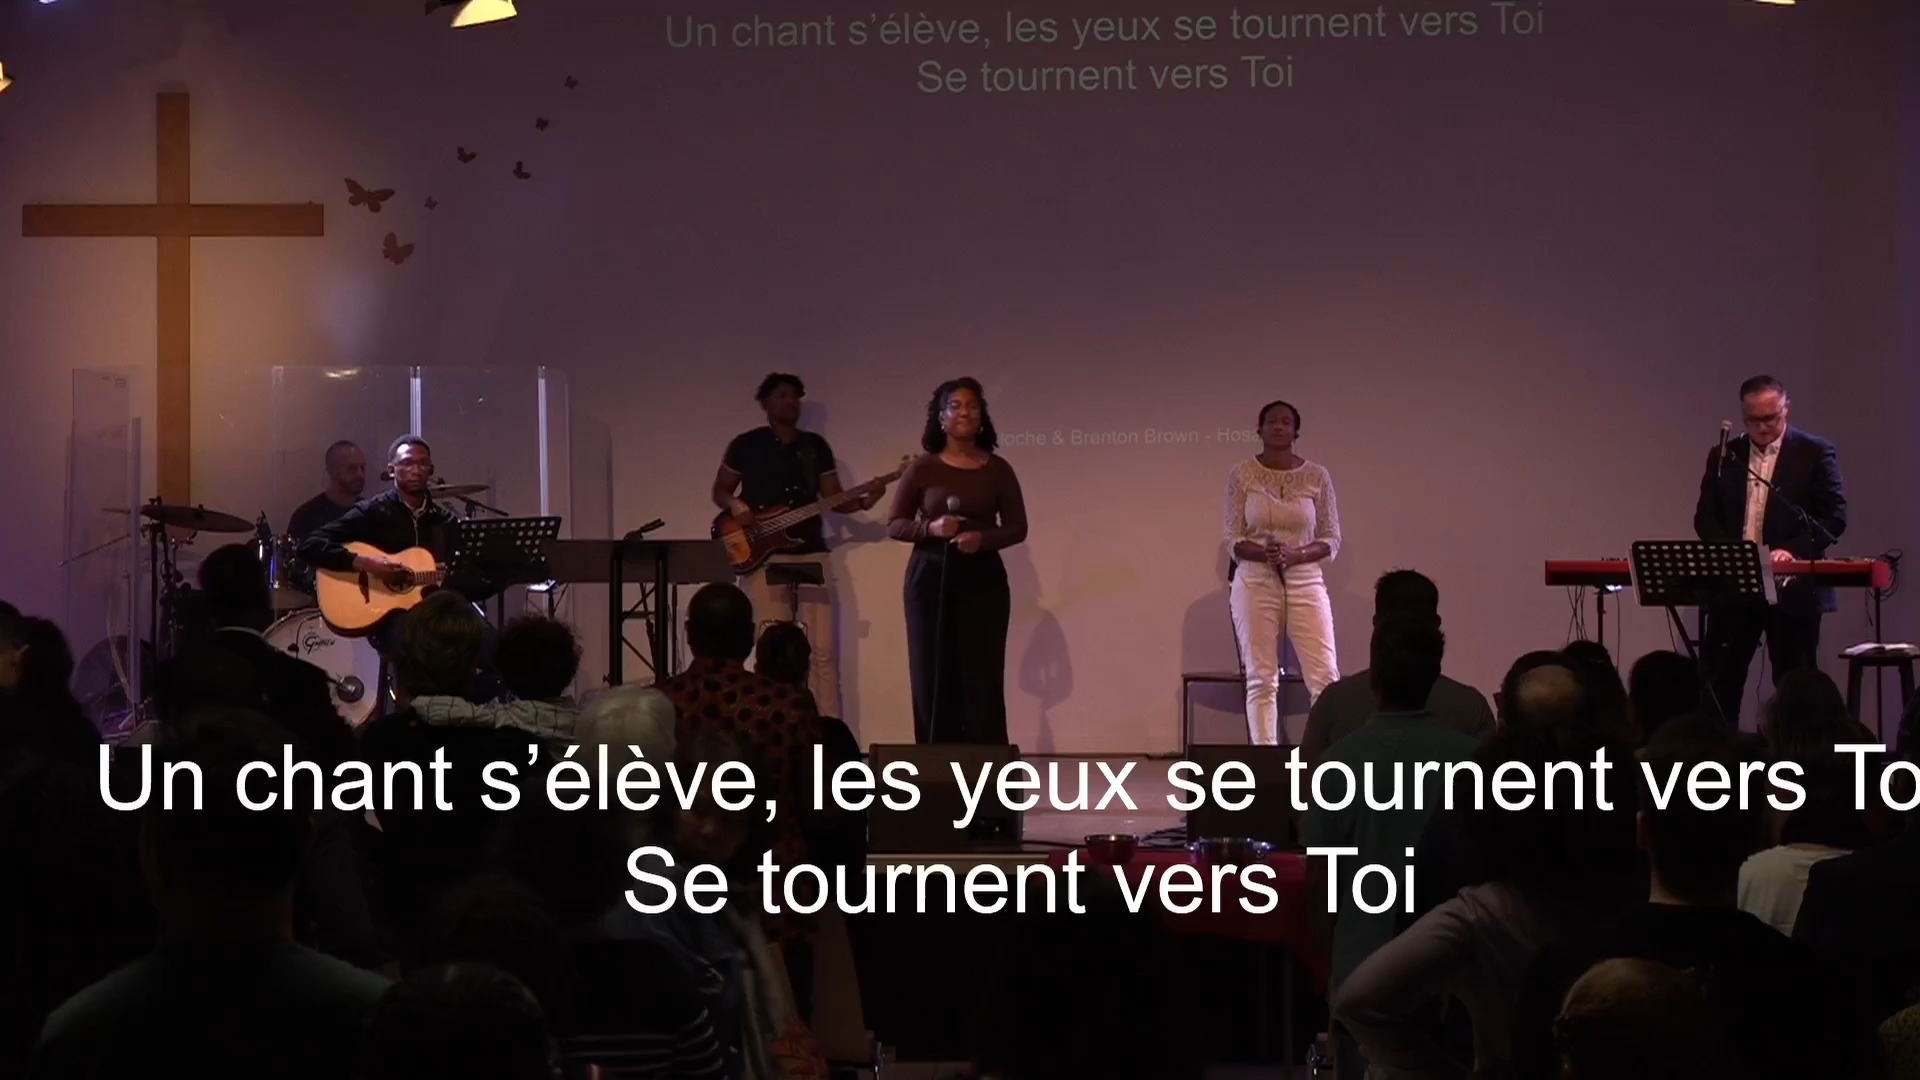 Un chant s’élève, les yeux se tournent vers Toi
Se tournent vers Toi
& Brenton Brown -
Un chant s’élève, les yeux se tournent vers To
Se tournent vers Toi